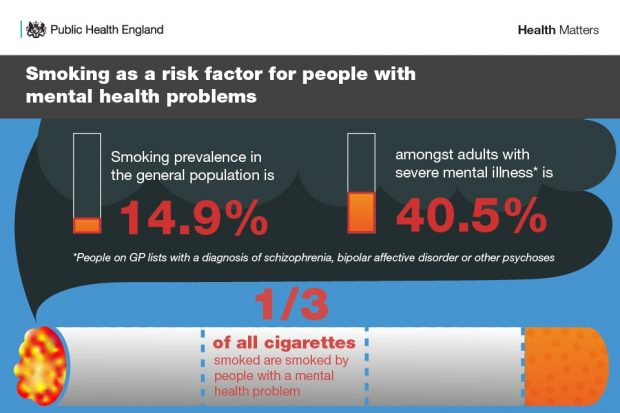 Public Health England
Health Matters
Smoking as a risk factor for people with
mental health problems
Smoking prevalence in
the general population is
14.9%
amongst adults with
severe mental illness* is
40.5%
*People on GP lists with a diagnosis of schizophrenia, bipolar affective disorder or other psychoses
1/3
of all cigarettes
smoked are smoked by
people with a mental
health problem